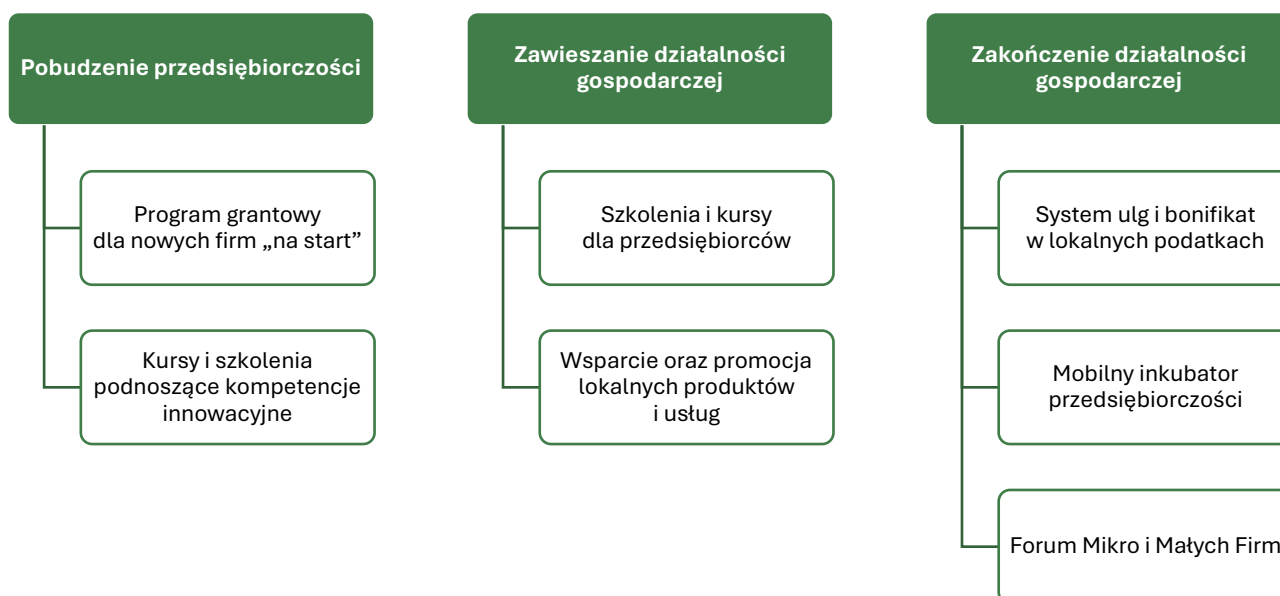 Pobudzenie przedsiębiorczości
Program grantowy
dla nowych firm „na start”
Kursy i szkolenia
podnoszące kompetencje
innowacyjne
Zawieszanie działalności
gospodarczej
Szkolenia i kursy
dla przedsiębiorców
Wsparcie oraz promocja
lokalnych produktów
i usług
Zakończenie działalności
gospodarczej
System ulg i bonifikat
w lokalnych podatkach
Mobilny inkubator
przedsiębiorczości
Forum Mikro i Małych Firm